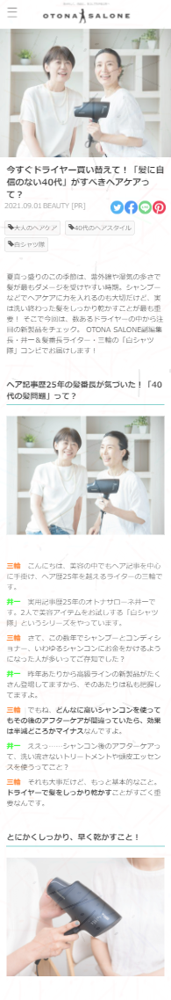 OTONA SALONE
今すぐドライヤー買い替えて！「髪に自
信のない40代」がすべきヘアケアっ
て？
2021.09.01 BEAUTY [PR]
大人のヘアケア
40代のヘアスタイル
白シャツ隊
夏真っ盛りのこの季節は、紫外線や湿気の多さで
髪が最もダメージを受けやすい時期。シャンプー
などでヘアケアに力を入れるのも大切だけど、実
は洗い終わった髪をしっかり乾かすことが最も重
要！ そこで今回は、数あるドライヤーの中から注
目の新製品をチェック。 OTONA SALONE副編集
長・井一＆髪番長ライター・三輪の「白シャツ
隊」コンビでお届けします！
ヘア記事歴25年の髪番長が気づいた！「40
代の髪問題」って？
三輪　こんにちは、美容の中でもヘア記事を中心
に手掛け、ヘア歴25年を越えるライターの三輪で
す。
井一　実用記事歴25年のオトナサローネ井一で
す。2人で美容アイテムをお試しする「白シャツ
隊」というシリーズをやっています。
三輪　さて、この数年でシャンプーとコンディショ
ナー、いわゆるシャンコンにお金をかけるよう
になった人が多いってご存知でした？
井一　昨年あたりから高級ラインの新製品がたく
さん登場してますから、そのあたりは私も把握し
てますよ。
三輪　でもね、どんなに高いシャンコンを使って
もその後のアフターケアが間違っていたら、効果
は半減どころかマイナスなんですよ。
井一　ええっ……シャンコン後のアフターケアっ
て、洗い流さないトリートメントや頭皮エッセン
スを使うってこと？
三輪　それも大事だけど、もっと基本的なこと。
ドライヤーで髪をしっかり乾かすことがすごく重
要なんです。
とにかくしっかり、早く乾かすこと！